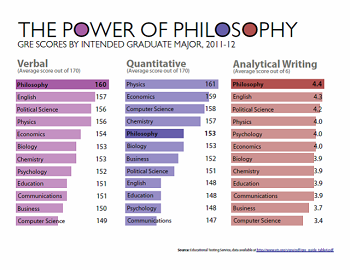 THE POWER OF PHILOSOPHY
GRE SCORES BY INTENDED GRADUATE MAJOR, 2011-12
Verbal
(Average score out of 170)
Philosophy 160
English 157
Political Science 156
Physics 156
Economics 154
Biology 153
Chemistry 153
Psychology 152
Education 151
Communications 151
Business 150
Computer Science 149
Quantitative
(Average score out of 170)
Physics 161
Economics 159
Computer Science 158
Chemistry 157
Philosophy 153
Biology 153
Business 152
Political Science 151
English 148
Education 148
Psychology 148
Communications 147
Analytical Writing
(Average score out of 6)
Philosophy 4.4
English 4.3
Political Science 4.2
Psychology 4.0
Economics 4.0
Biology 3.9
Communications 3.9
Education 3.9
Chemistry 3.9
Physics 3.9
Business 3.7
Computer Science 3.4
Source: Educational Testing Service, data available at